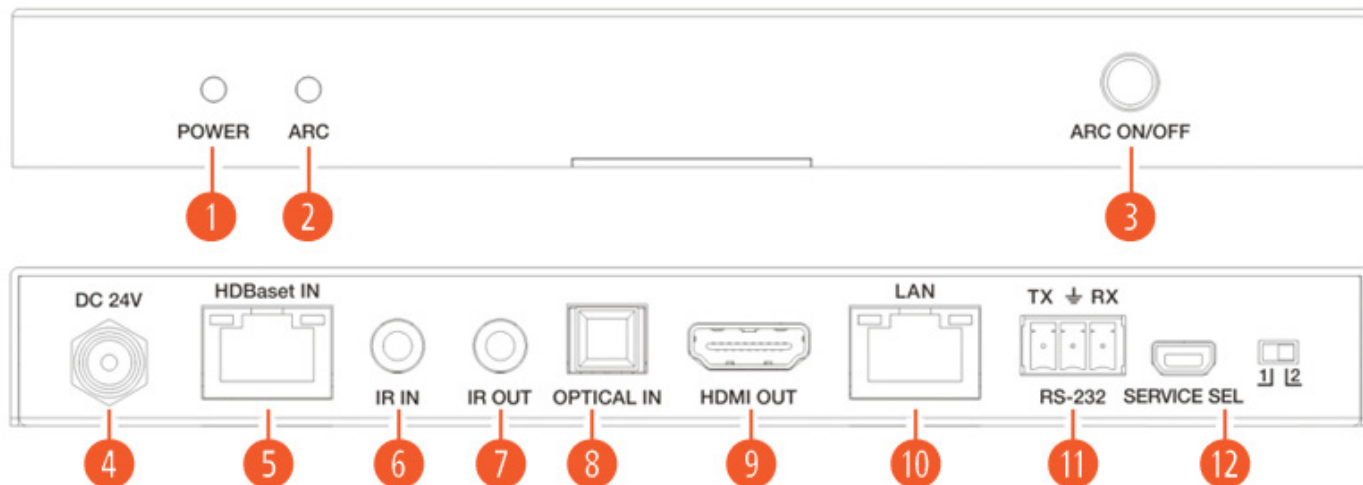 POWER
ARC
ARC ON/OFF
1
2
3
DC 24V
HDBaset IN
LAN
TX ⏚ RX
1 2
IR IN
IR OUT
OPTICAL IN
HDMI OUT
RS-232
SERVICE SEL
4
5
6
7
8
9
10
11
12